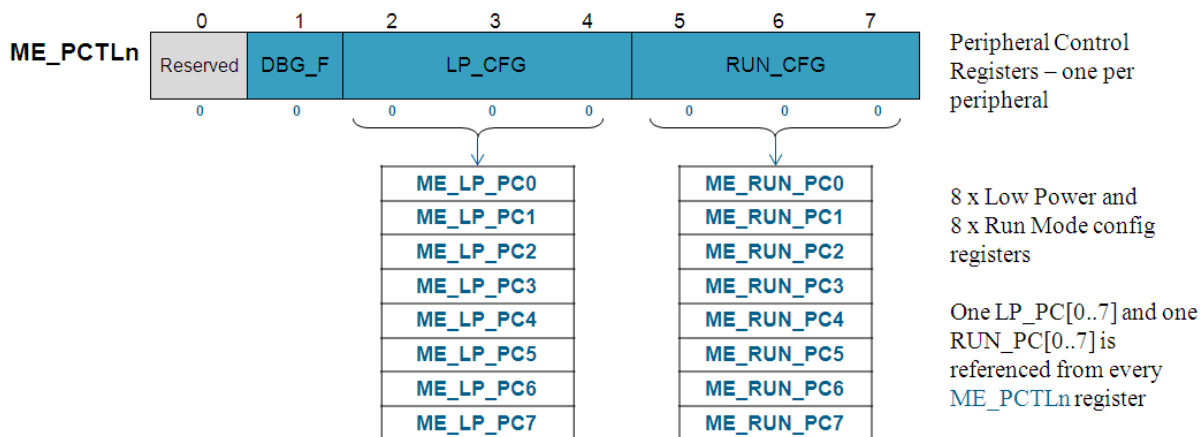 0 1 2 3 4 5 6 7
ME_PCTLn Reserved DBG_F LP_CFG RUN_CFG
0 0 0 0 0 0 0 0
Peripheral Control
Registers – one per
peripheral
ME_LP_PC0 ME_RUN_PC0
ME_LP_PC1 ME_RUN_PC1
ME_LP_PC2 ME_RUN_PC2
ME_LP_PC3 ME_RUN_PC3
ME_LP_PC4 ME_RUN_PC4
ME_LP_PC5 ME_RUN_PC5
ME_LP_PC6 ME_RUN_PC6
ME_LP_PC7 ME_RUN_PC7
8 x Low Power and
8 x Run Mode config
registers
One LP_PC[0..7] and one
RUN_PC[0..7] is
referenced from every
ME_PCTLn register